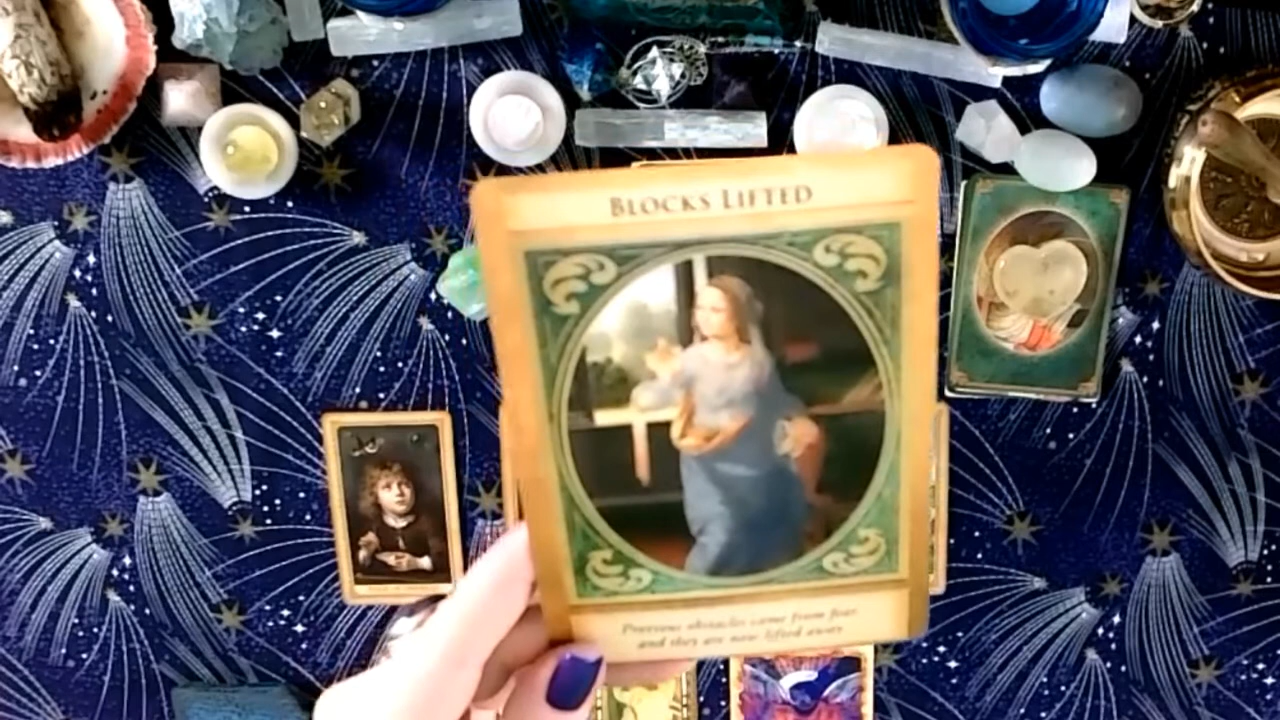 BLOCKS LIFTED
Previous obstacles came from fear
and they are now lifted away